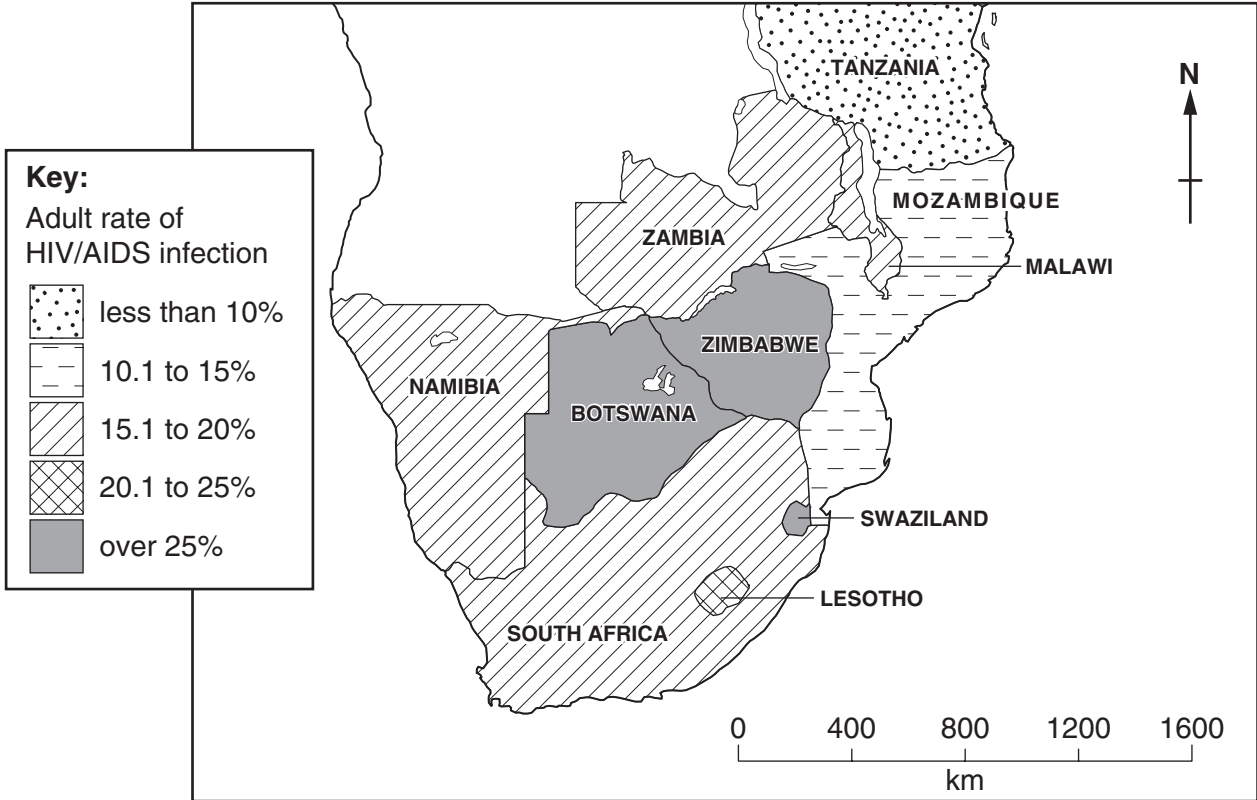 TANZANIA
N
Key:
Adult rate of
HIV/AIDS infection
less than 10%
10.1 to 15%
15.1 to 20%
20.1 to 25%
over 25%
MOZAMBIQUE
ZAMBIA
MALAWI
ZIMBABWE
NAMIBIA
BOTSWANA
SWAZILAND
LESOTHO
SOUTH AFRICA
0 400 800 1200 1600
km